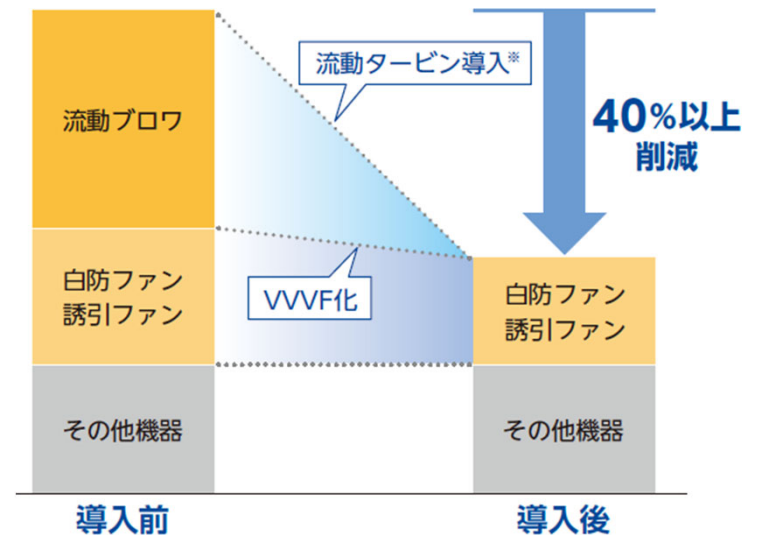 流動ブロワ
白防ファン
誘引ファン
その他機器
導入前
流動タービン導入※
VVVF化
40%以上
削減
白防ファン
誘引ファン
その他機器
導入後